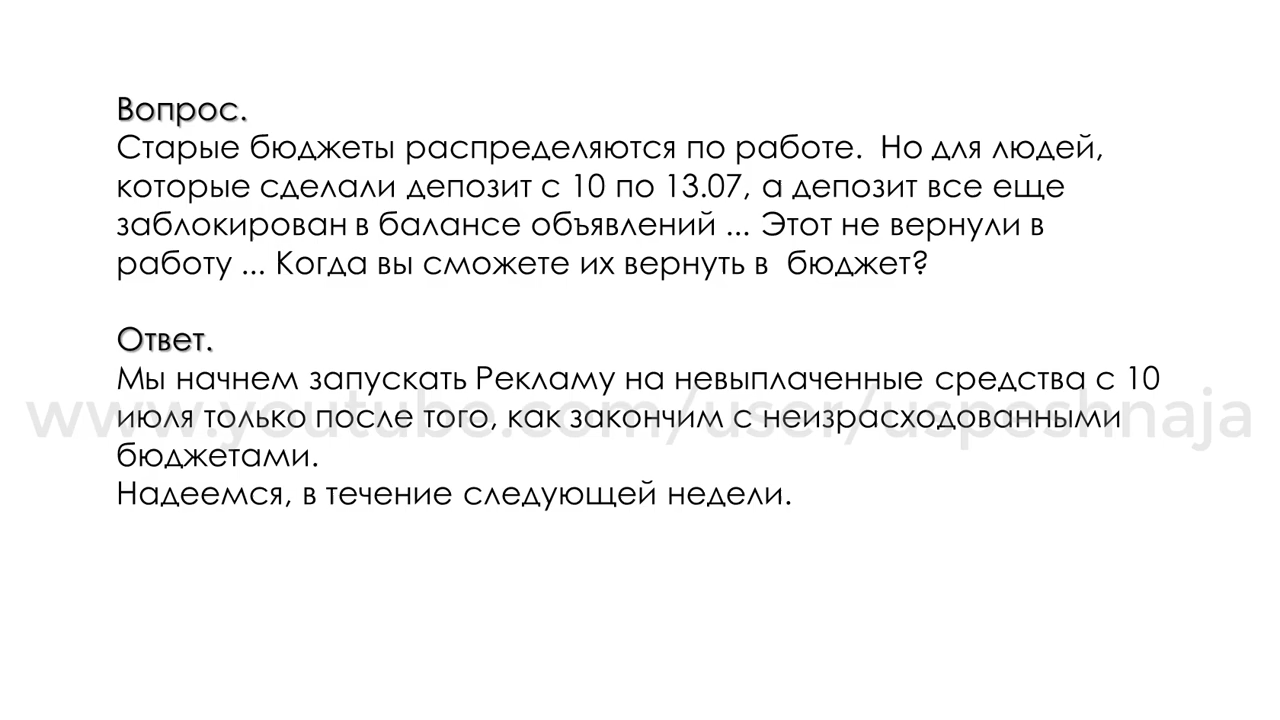 Вопрос.
Старые бюджеты распределяются по работе.  Но для людей,
которые сделали депозит с 10 по 13.07, а депозит все еще
заблокирован в балансе объявлений ... Этот не вернули в
работу ... Когда вы сможете их вернуть в  бюджет?
Ответ.
Мы начнем запускать Рекламу на невыплаченные средства с 10
www.youtube.com/user/uspeshnaja
июля только после того, как закончим с неизрасходованными
бюджетами.
Надеемся, в течение следующей недели.